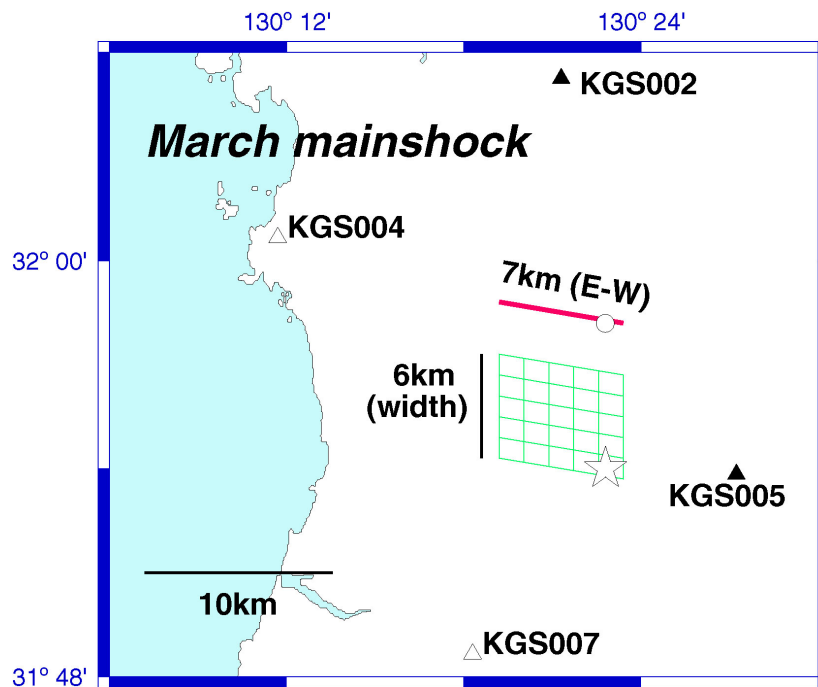 130° 12' 130° 24'
KGS002
March mainshock
KGS004
32° 00'
7km (E-W)
6km
(width)
KGS005
10km
KGS007
31° 48'